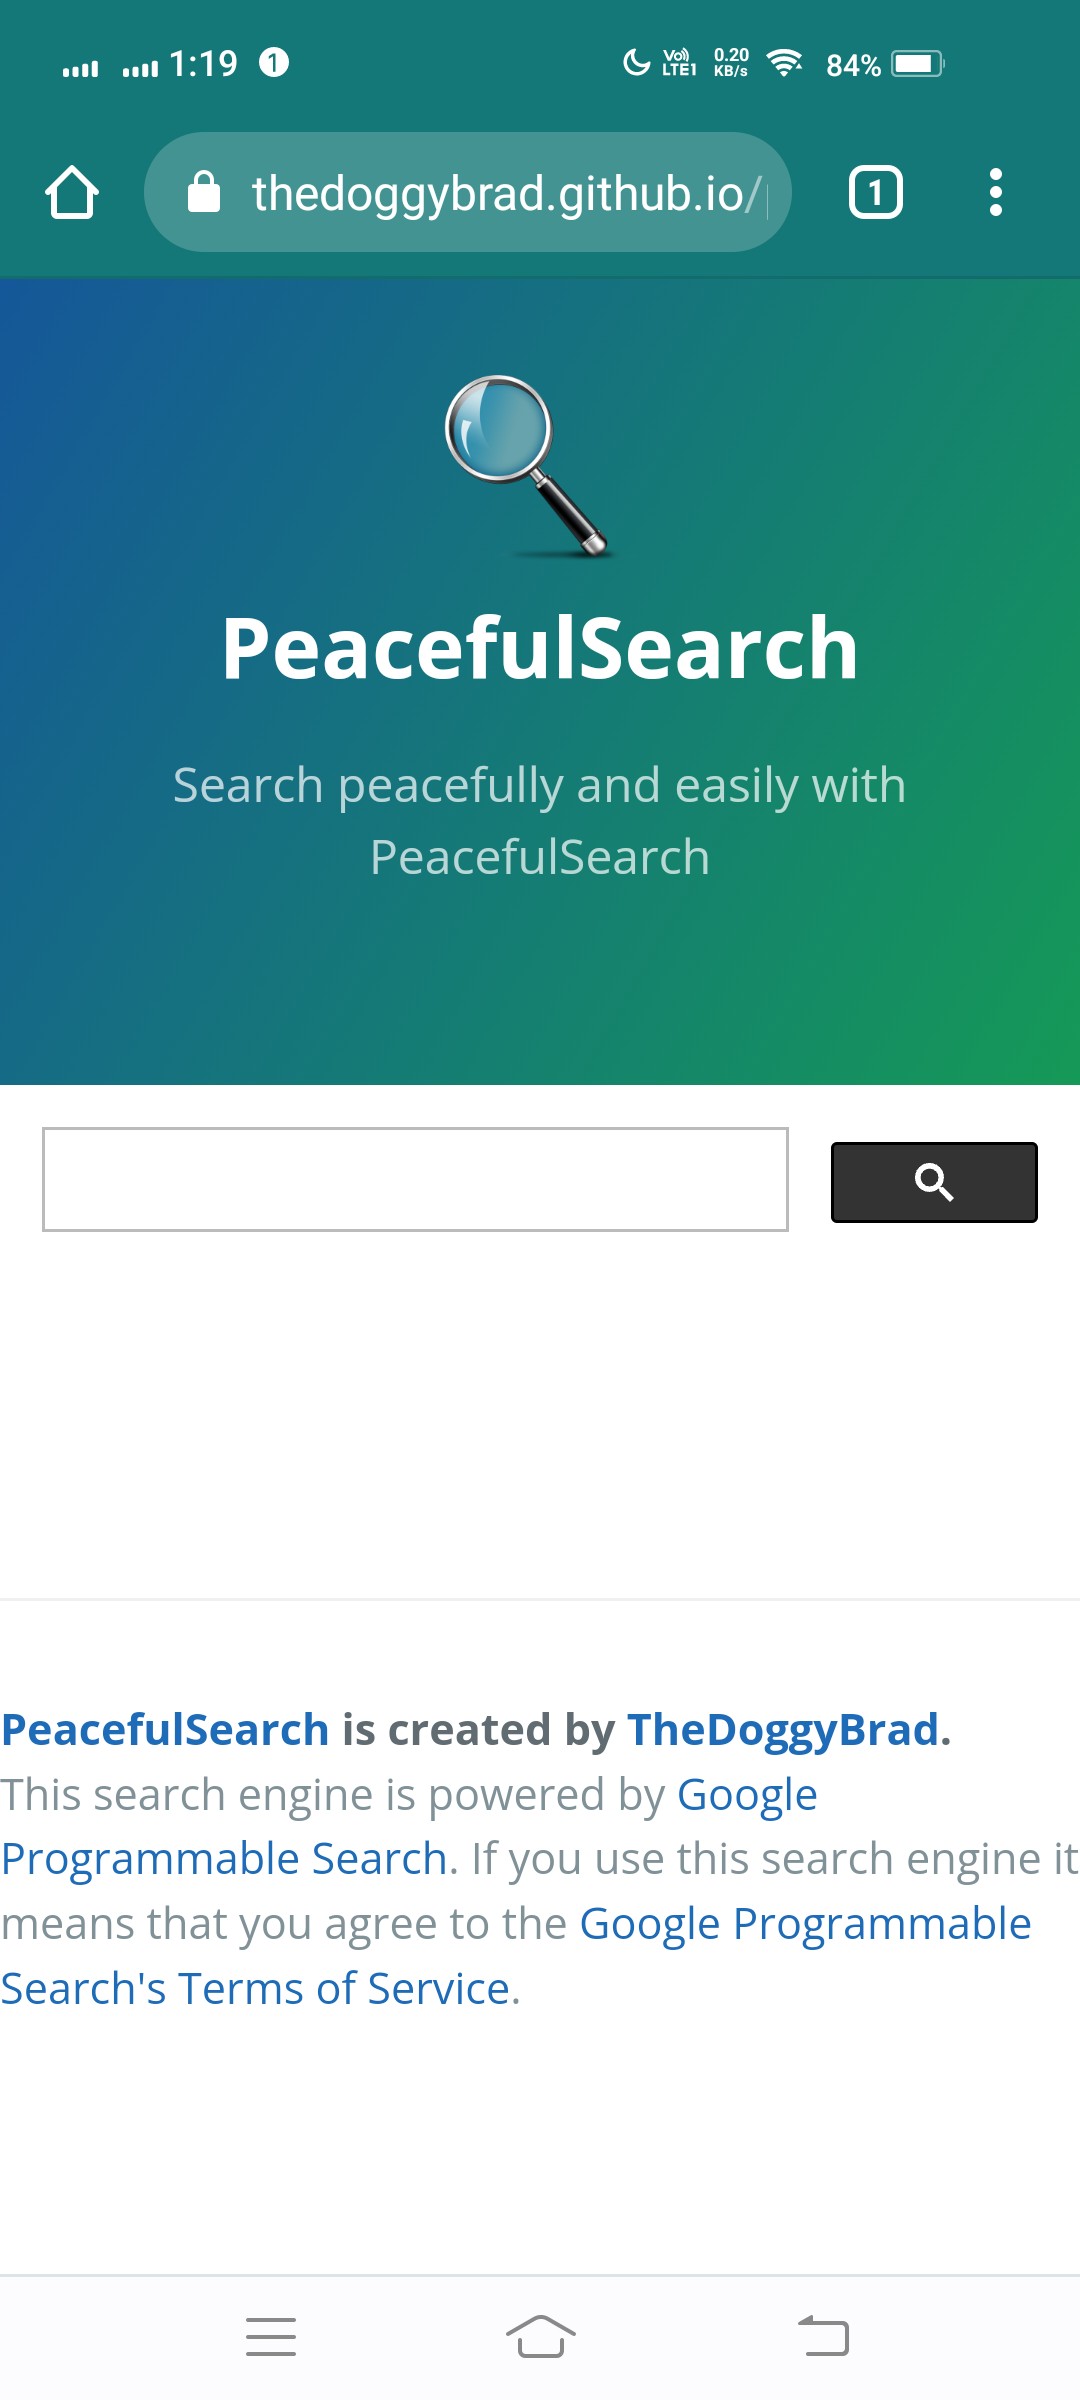 1:19 1 Vo)) LTE1 0.20 KB/s 84%
thedoggybrad.github.io/ 1
PeacefulSearch
Search peacefully and easily with
PeacefulSearch
PeacefulSearch is created by TheDoggyBrad.
This search engine is powered by Google
Programmable Search. If you use this search engine it
means that you agree to the Google Programmable
Search's Terms of Service.